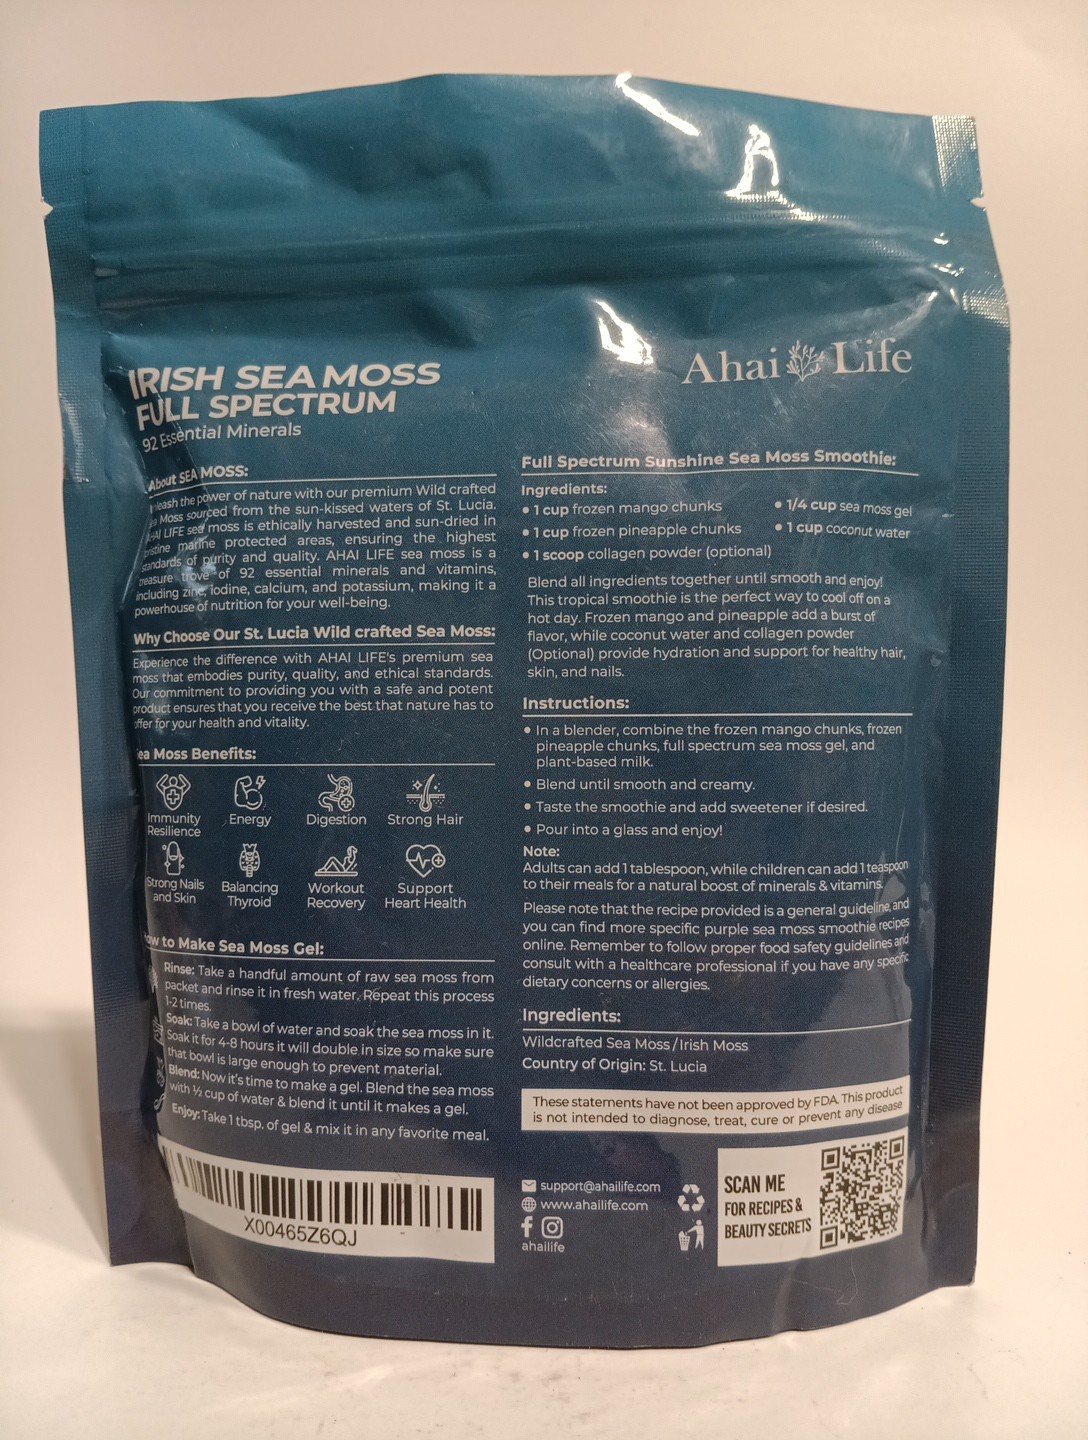 IRISH SEA MOSS
FULL SPECTRUM
92 Essential Minerals
About SEA MOSS:
the power of nature with our premium Wild crafted
Moss sourced from the sun-kissed waters of St. Lucia.
AHAI LIFE sea moss is ethically harvested and sun-dried in
pristine marine protected areas, ensuring the highest
standards of purity and quality. AHAI LIFE sea moss is a
treasure trove of 92 essential minerals and vitamins,
including zinc, iodine, calcium, and potassium, making it a
powerhouse of nutrition for your well-being.
Why Choose Our St. Lucia Wild crafted Sea Moss:
Experience the difference with AHAI LIFE's premium sea
moss that embodies purity, quality, and ethical standards.
Our commitment to providing you with a safe and potent
product ensures that you receive the best that nature has to
offer for your health and vitality.
Sea Moss Benefits:
Immunity
Resilience
Energy
Digestion
Strong Hair
Strong Nails
and Skin
Balancing
Thyroid
Workout
Recovery
Support
Heart Health
How to Make Sea Moss Gel:
Rinse: Take a handful amount of raw sea moss from
packet and rinse it in fresh water. Repeat this process
1-2 times.
Soak: Take a bowl of water and soak the sea moss in it.
Soak it for 4-8 hours it will double in size so make sure
that bowl is large enough to prevent material.
Blend: Now it's time to make a gel. Blend the sea moss
with ½ cup of water & blend it until it makes a gel.
Enjoy: Take 1 tbsp. of gel & mix it in any favorite meal.
X00465Z6QJ
Ahai Life
Full Spectrum Sunshine Sea Moss Smoothie:
Ingredients:
• 1 cup frozen mango chunks
• 1/4 cup sea moss gel
• 1 cup frozen pineapple chunks
• 1 cup coconut water
• 1 scoop collagen powder (optional)
Blend all ingredients together until smooth and enjoy!
This tropical smoothie is the perfect way to cool off on a
hot day. Frozen mango and pineapple add a burst of
flavor, while coconut water and collagen powder
(Optional) provide hydration and support for healthy hair,
skin, and nails.
Instructions:
• In a blender, combine the frozen mango chunks, frozen
pineapple chunks, full spectrum sea moss gel, and
plant-based milk.
• Blend until smooth and creamy.
• Taste the smoothie and add sweetener if desired.
• Pour into a glass and enjoy!
Note:
Adults can add 1 tablespoon, while children can add 1 teaspoon
to their meals for a natural boost of minerals & vitamins.
Please note that the recipe provided is a general guideline, and
you can find more specific purple sea moss smoothie recipes
online. Remember to follow proper food safety guidelines and
consult with a healthcare professional if you have any specific
dietary concerns or allergies.
Ingredients:
Wildcrafted Sea Moss/Irish Moss
Country of Origin: St. Lucia
These statements have not been approved by FDA. This product
is not intended to diagnose, treat, cure or prevent any disease
support@ahailife.com
www.ahailife.com
ahailife
SCAN ME
FOR RECIPES &
BEAUTY SECRETS